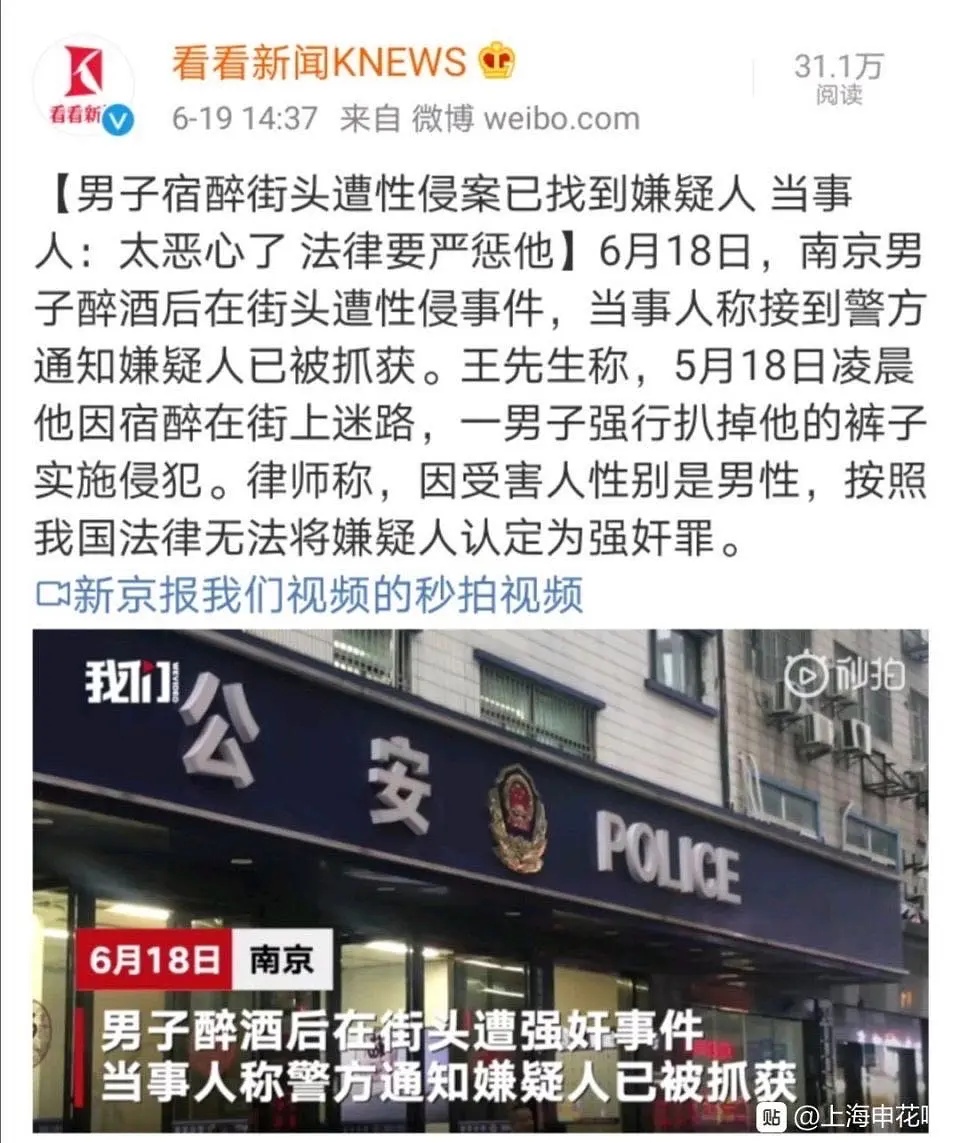 看看新闻KNEWS
31.1万
阅读
看看新
6-19 14:37 来自 微博 weibo.com
【男子宿醉街头遭性侵案已找到嫌疑人 当事
人：太恶心了 法律要严惩他】6月18日，南京男
子醉酒后在街头遭性侵事件，当事人称接到警方
通知嫌疑人已被抓获。王先生称，5月18日凌晨
他因宿醉在街上迷路，一男子强行扒掉他的裤子
实施侵犯。律师称，因受害人性别是男性，按照
我国法律无法将嫌疑人认定为强奸罪。
新京报我们视频的秒拍视频
我们 WEVIDEO
秒拍
公安 POLICE
6月18日 南京
男子醉酒后在街头遭强奸事件
当事人称警方通知嫌疑人已被抓获
贴 @上海申花